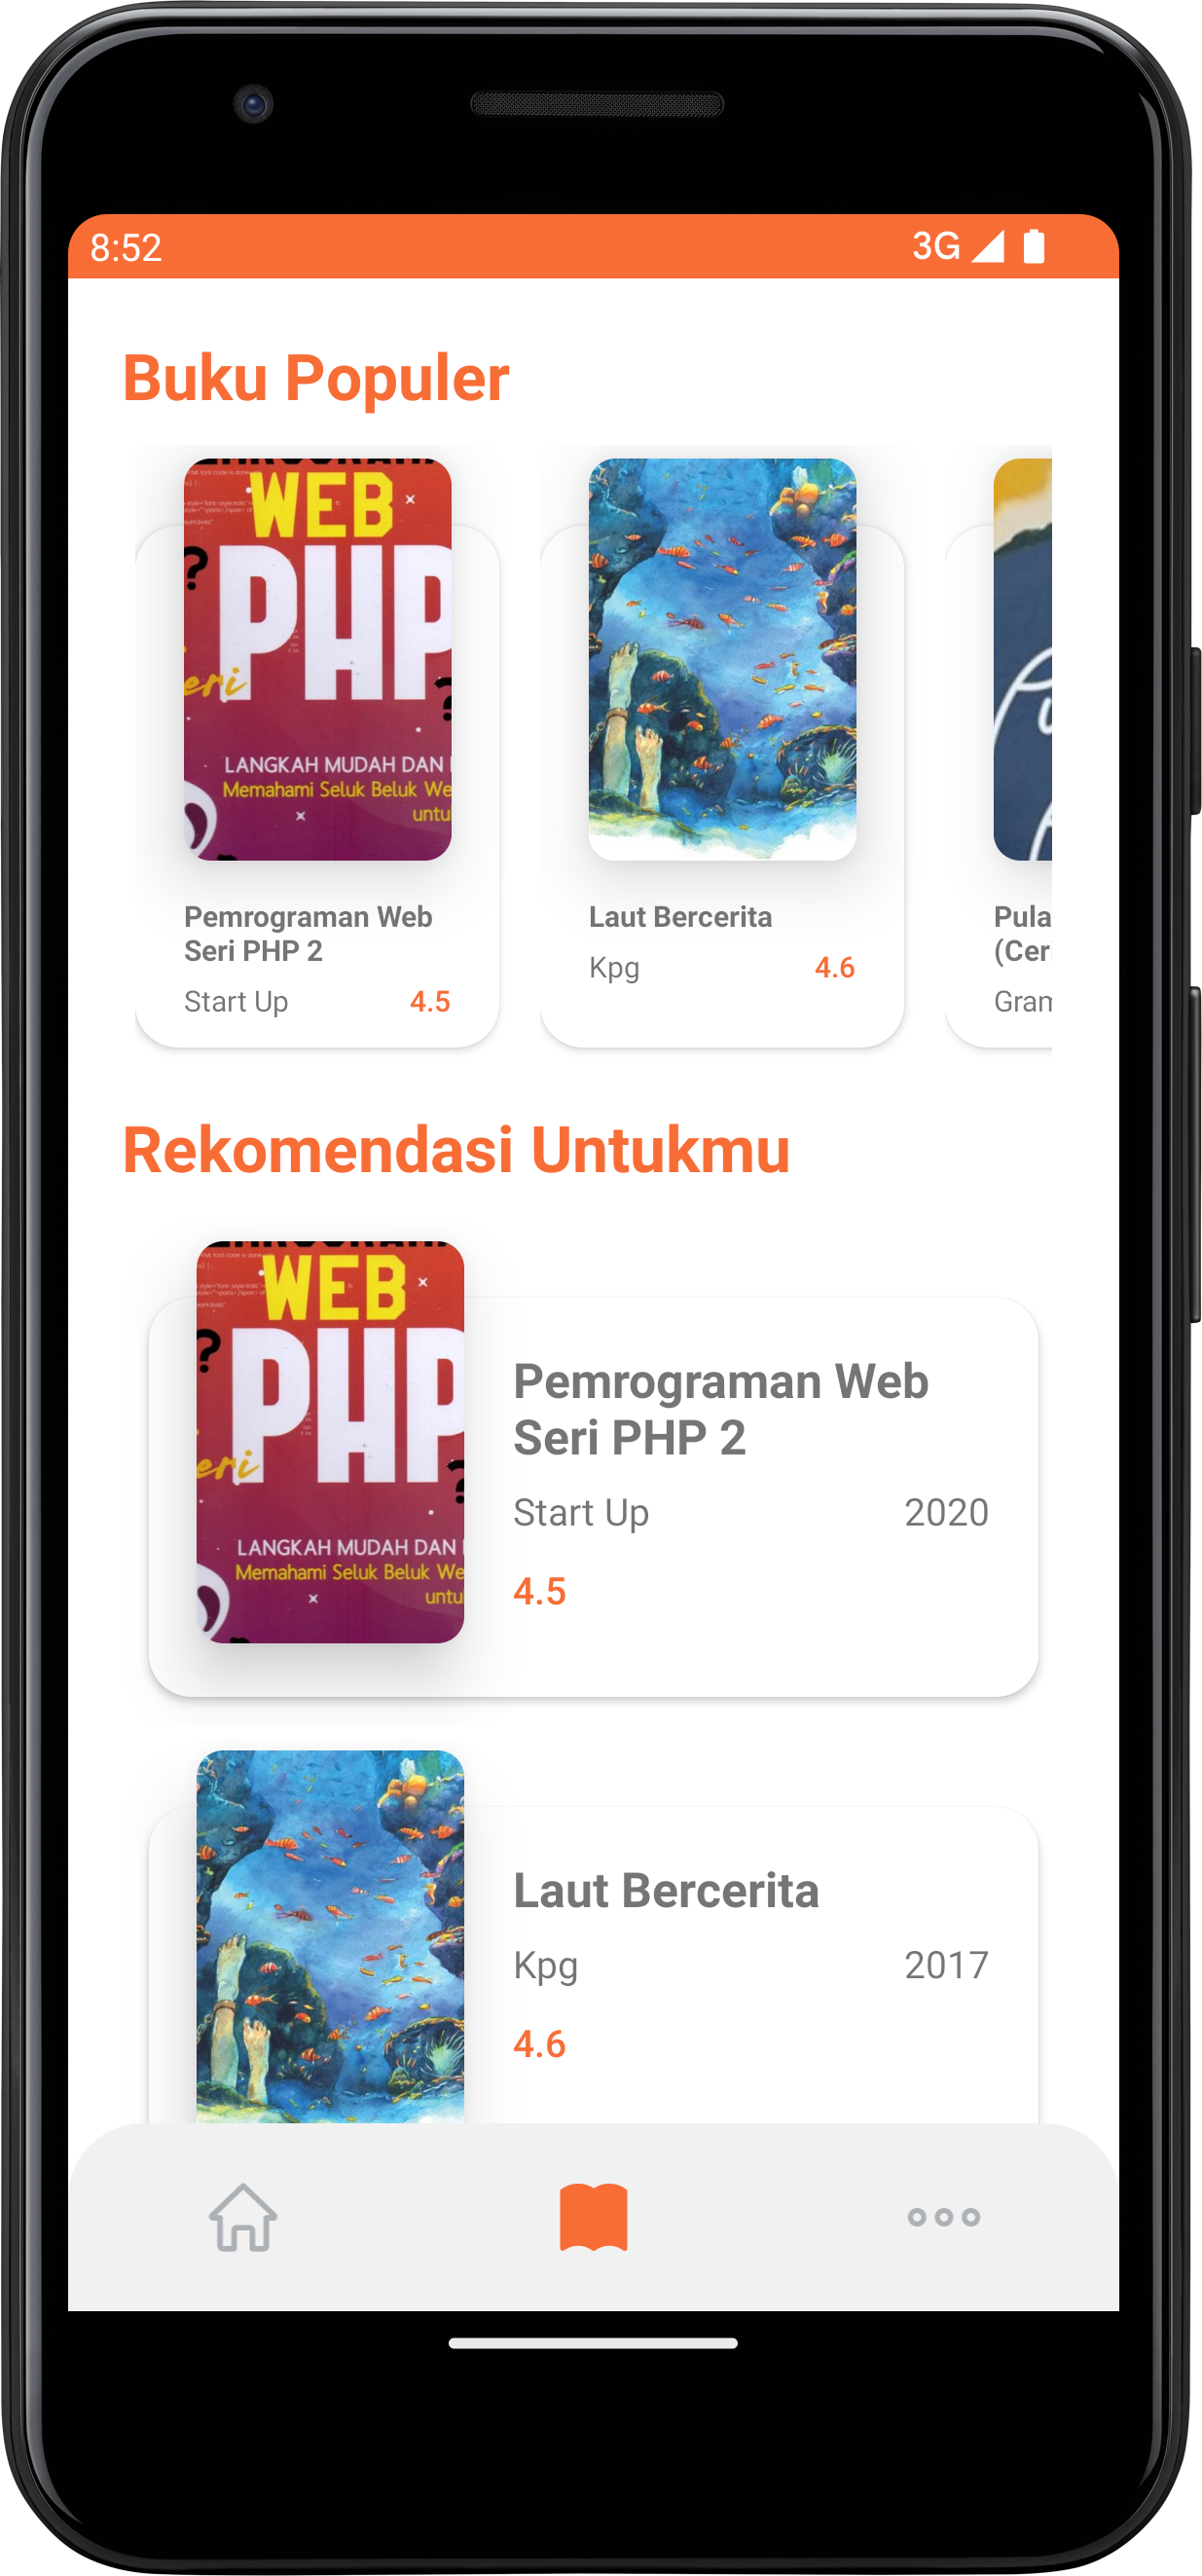 8:52
3G
Buku Populer
WEB
PHP
eri
LANGKAH MUDAH DAN
Memahami Seluk Beluk We
untu
Pemrograman Web
Seri PHP 2
Start Up
4.5
Laut Bercerita
Kpg
4.6
Pula
(Ceri
Gram
Rekomendasi Untukmu
WEB
?
PHP
eri
?
LANGKAH MUDAH DAN
Memahami Seluk Beluk We
untu
Pemrograman Web
Seri PHP 2
Start Up 2020
4.5
Laut Bercerita
Kpg 2017
4.6